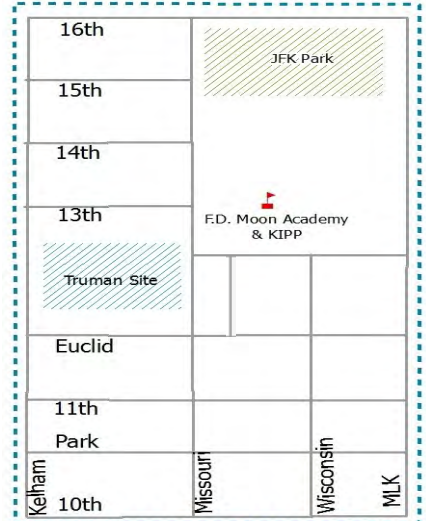 16th
JFK Park
15th
14th
13th
F.D. Moon Academy
& KIPP
Truman Site
Euclid
11th
Park
Kelham
Missouri
Wisconsin
MLK
10th